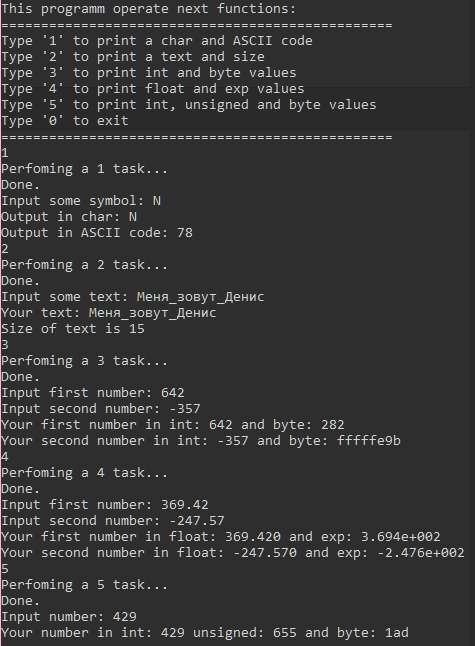 This programm operate next functions:
=================================================
Type '1' to print a char and ASCII code
Type '2' to print a text and size
Type '3' to print int and byte values
Type '4' to print float and exp values
Type '5' to print int, unsigned and byte values
Type '0' to exit
=================================================
1
Perfoming a 1 task...
Done.
Input some symbol: N
Output in char: N
Output in ASCII code: 78
2
Perfoming a 2 task...
Done.
Input some text: Меня_зовут_Денис
Your text: Меня_зовут_Денис
Size of text is 15
3
Perfoming a 3 task...
Done.
Input first number: 642
Input second number: -357
Your first number in int: 642 and byte: 282
Your second number in int: -357 and byte: fffffe9b
4
Perfoming a 4 task...
Done.
Input first number: 369.42
Input second number: -247.57
Your first number in float: 369.420 and exp: 3.694e+002
Your second number in float: -247.570 and exp: -2.476e+002
5
Perfoming a 5 task...
Done.
Input number: 429
Your number in int: 429 unsigned: 655 and byte: 1ad